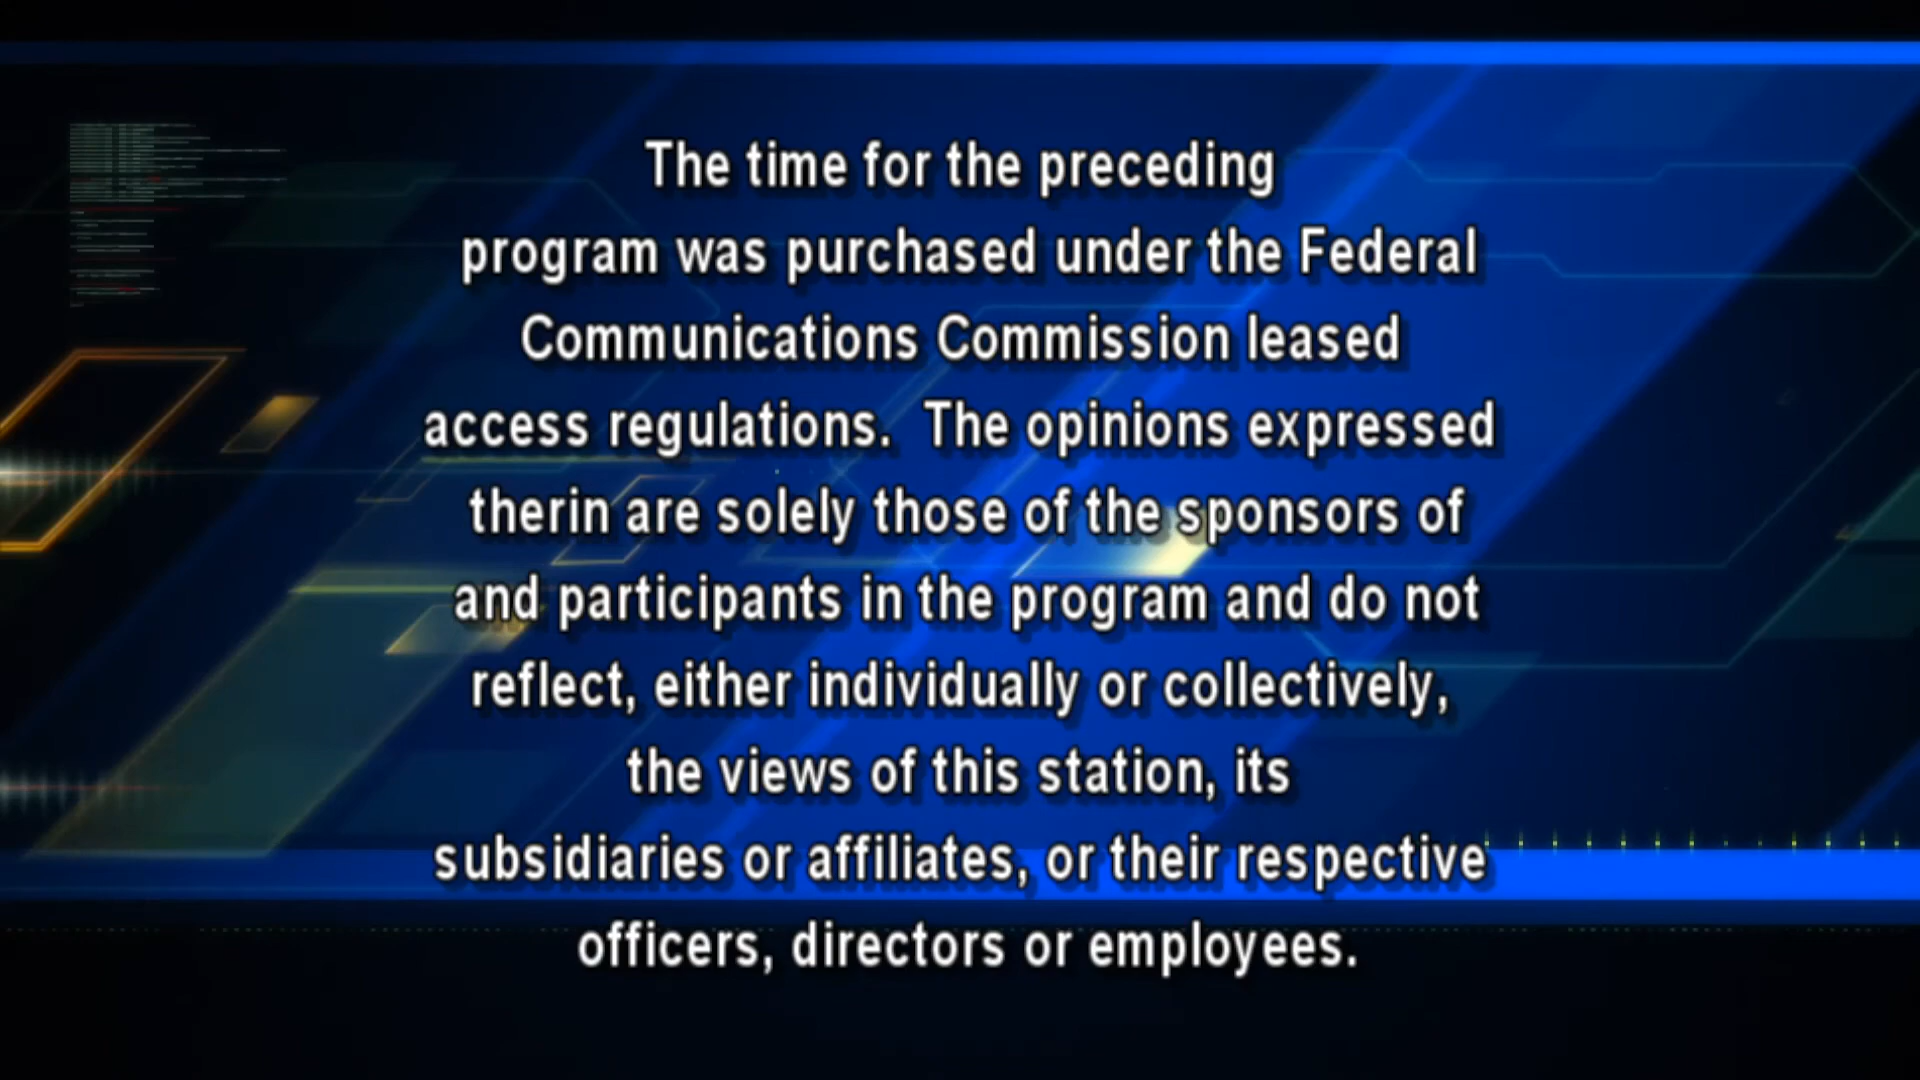 The time for the preceding
program was purchased under the Federal
Communications Commission leased
access regulations.  The opinions expressed
therin are solely those of the sponsors of
and participants in the program and do not
reflect, either individually or collectively,
the views of this station, its
subsidiaries or affiliates, or their respective
officers, directors or employees.